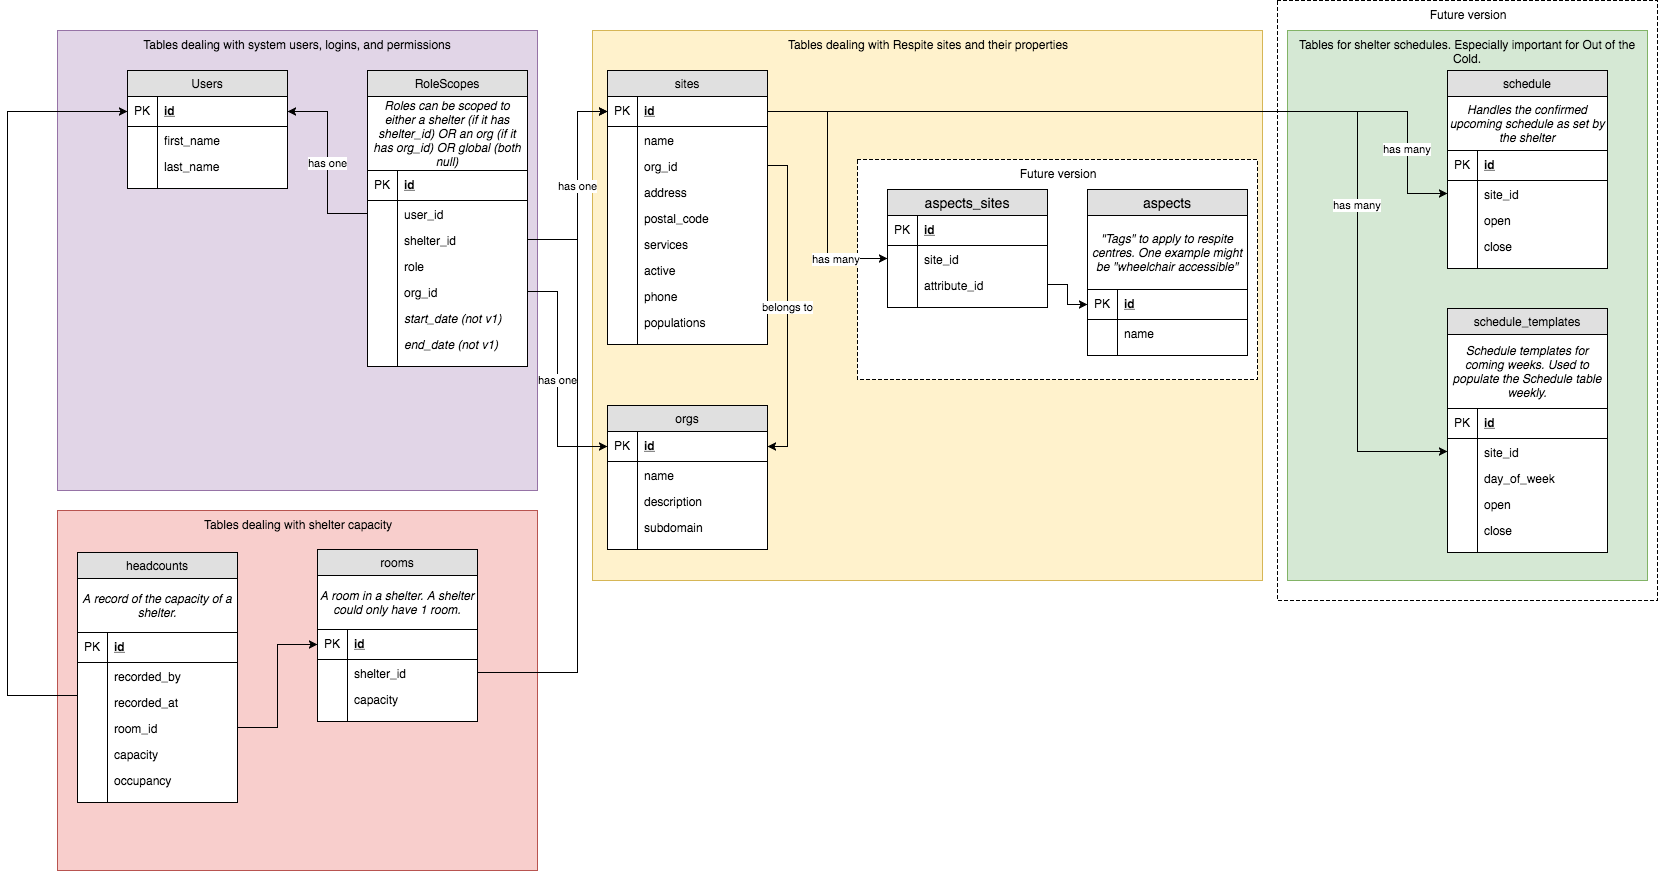 Tables dealing with system users, logins, and permissions
Users
PK id
first_name
last_name
has one
RoleScopes
Roles can be scoped to
either a shelter (if it has
shelter_id) OR an org (if it
has org_id) OR global (both
null)
PK id
user_id
shelter_id
role
org_id
start_date (not v1)
end_date (not v1)
has one
has one
Tables dealing with Respite sites and their properties
sites
PK id
name
org_id
address
postal_code
services
active
phone
populations
belongs to
has many
orgs
PK id
name
description
subdomain
Future version
aspects_sites
PK id
site_id
attribute_id
aspects
"Tags" to apply to respite
centres. One example might
be "wheelchair accessible"
PK id
name
Future version
Tables for shelter schedules. Especially important for Out of the
Cold.
has many
has many
schedule
Handles the confirmed
upcoming schedule as set by
the shelter
PK id
site_id
open
close
schedule_templates
Schedule templates for
coming weeks. Used to
populate the Schedule table
weekly.
PK id
site_id
day_of_week
open
close
Tables dealing with shelter capacity
headcounts
A record of the capacity of a
shelter.
PK id
recorded_by
recorded_at
room_id
capacity
occupancy
rooms
A room in a shelter. A shelter
could only have 1 room.
PK id
shelter_id
capacity